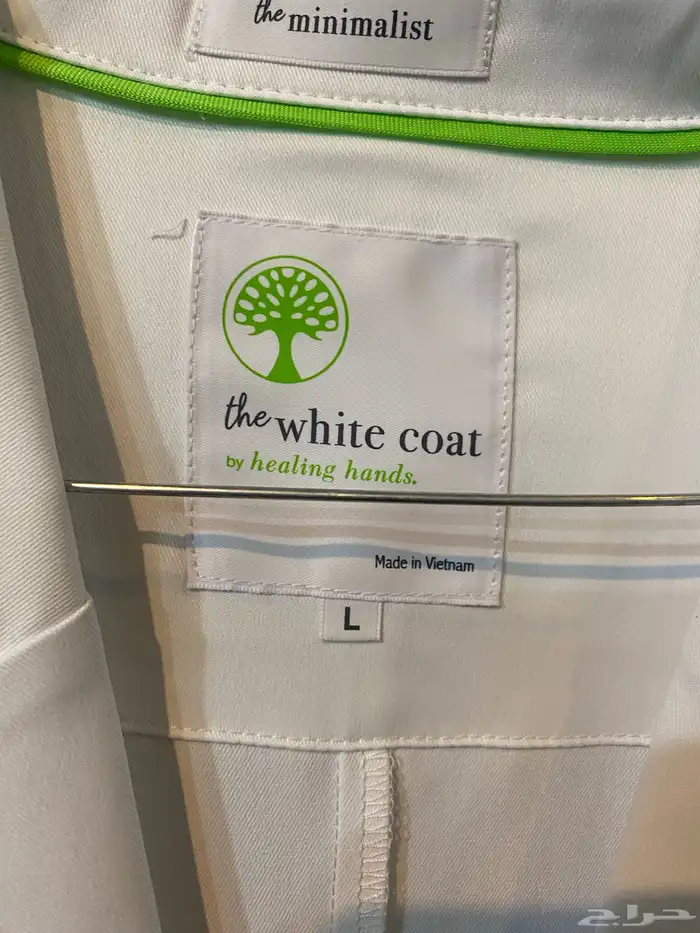 the minimalist
the white coat
by healing hands.
Made in Vietnam
L
حراج